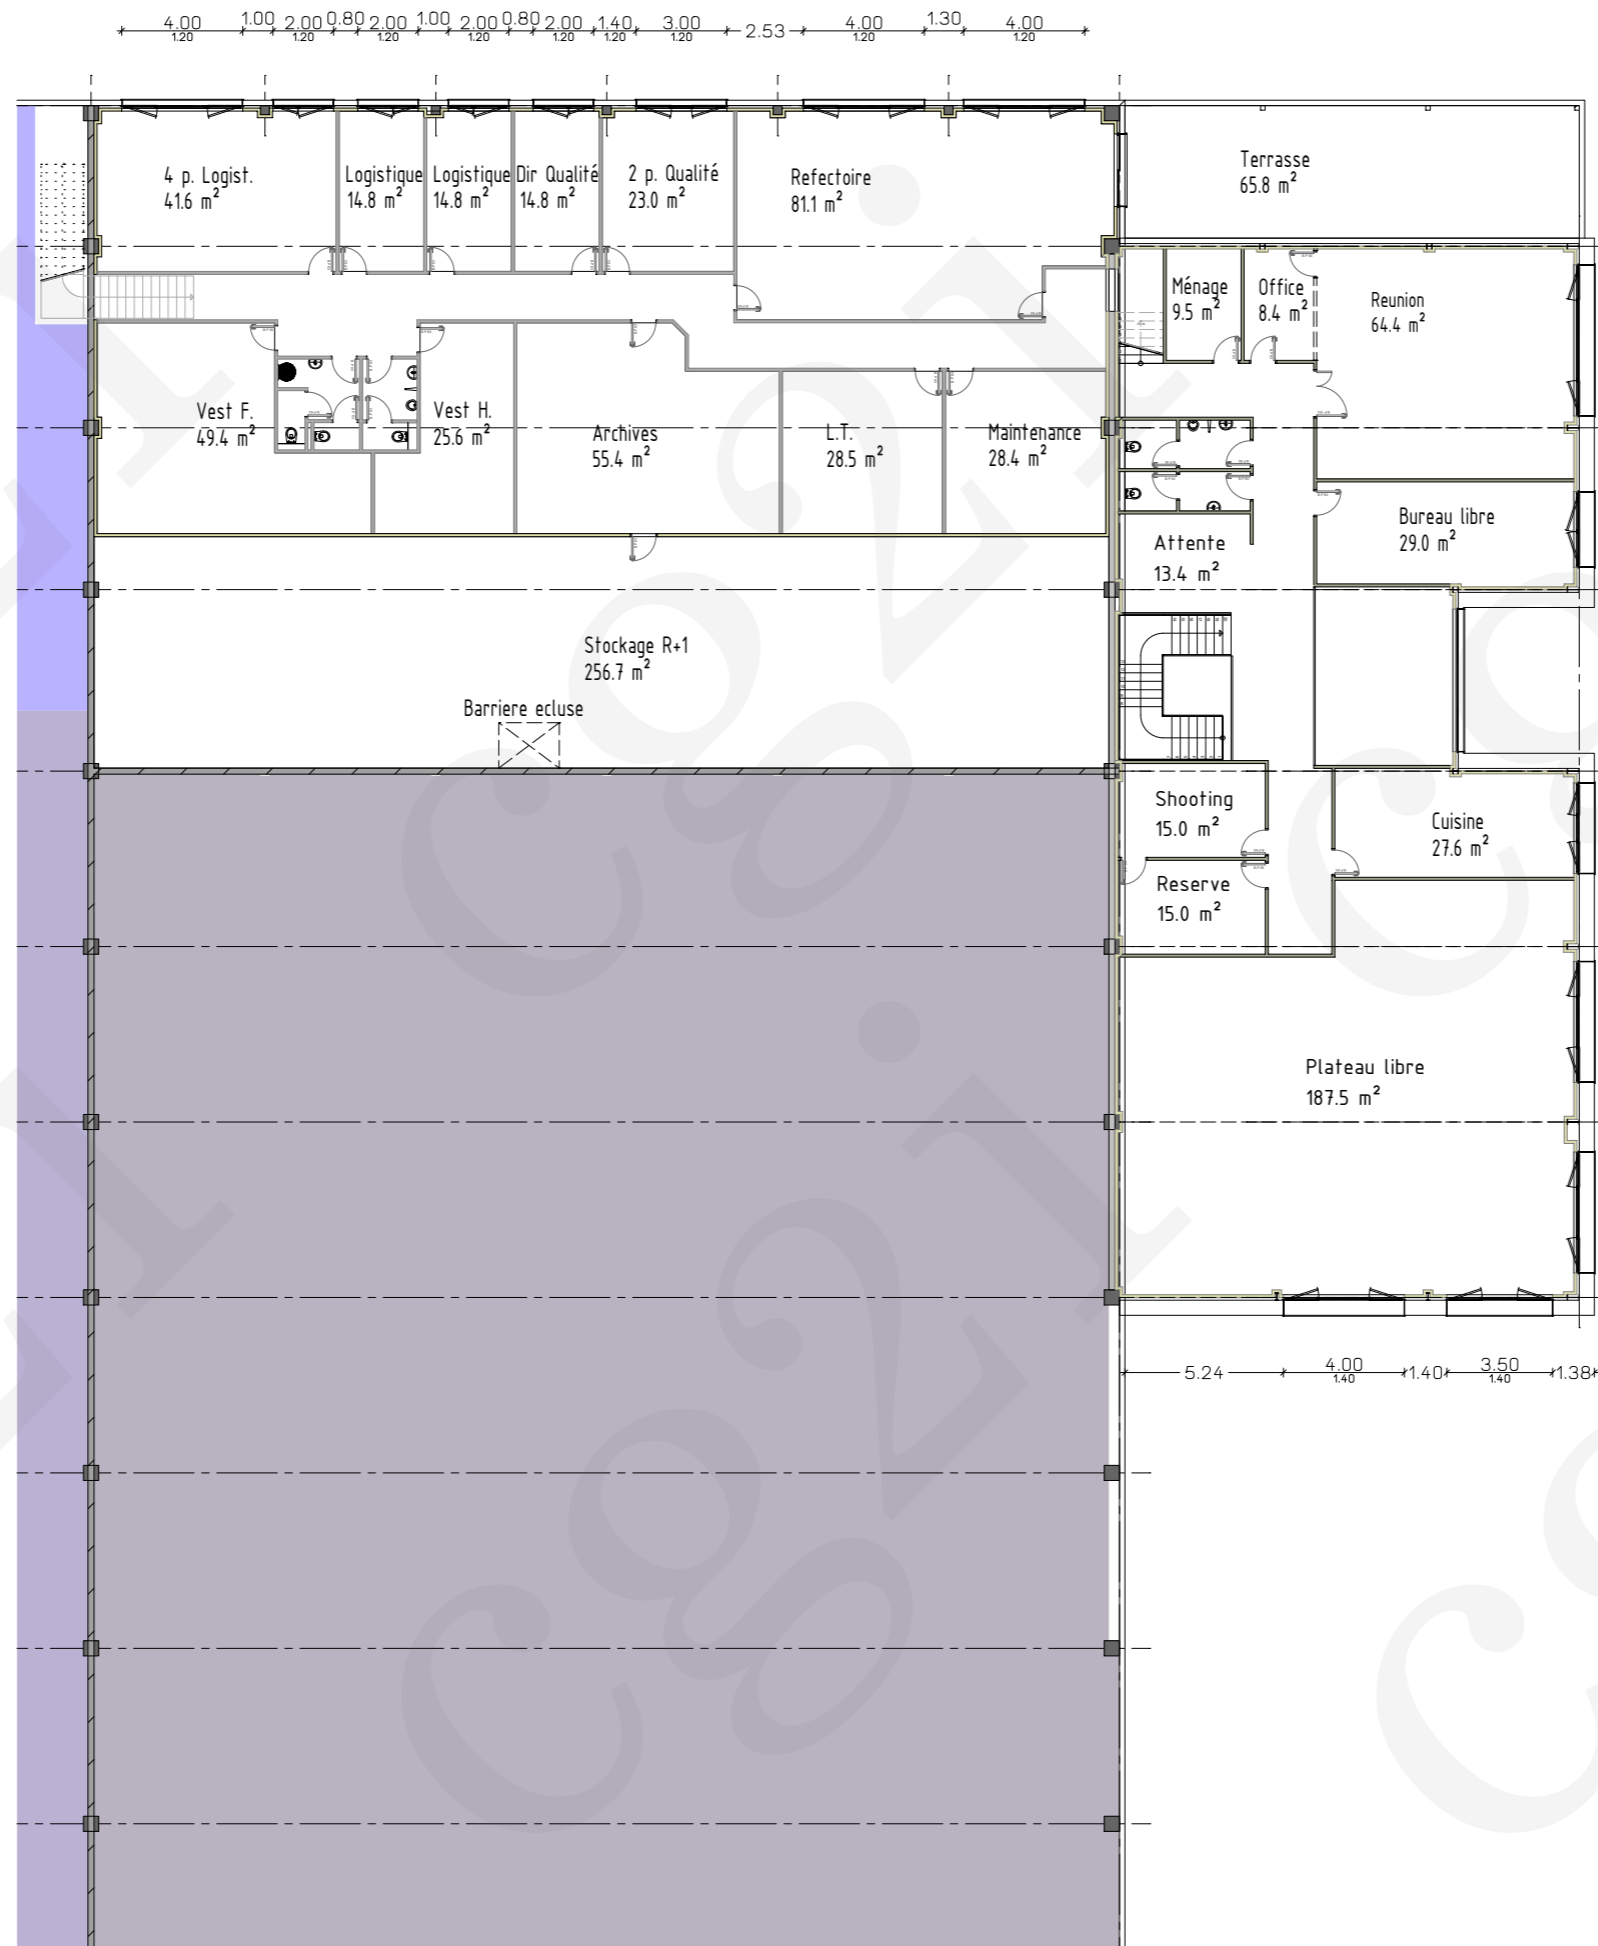 4.00 1.00 2.00 0.80 2.00 1.00 2.00 0.80 2.00 1.40 3.00 2.53 4.00 1.30 4.00
1.20 1.20 1.20 1.20 1.20 1.20 1.20 1.20 1.20
4 p. Logist.
41.6 m²
Logistique
14.8 m²
Logistique
14.8 m²
Dir Qualité
14.8 m²
2 p. Qualité
23.0 m²
Refectoire
81.1 m²
Terrasse
65.8 m²
Ménage
9.5 m²
Office
8.4 m²
Reunion
64.4 m²
Vest F.
49.4 m²
Vest H.
25.6 m²
Archives
55.4 m²
L.T.
28.5 m²
Maintenance
28.4 m²
Bureau libre
29.0 m²
Attente
13.4 m²
Stockage R+1
256.7 m²
Barriere ecluse
Shooting
15.0 m²
Cuisine
27.6 m²
Reserve
15.0 m²
Plateau libre
187.5 m²
5.24 4.00 1.40 3.50 1.38
1.40 1.40
cg2i
cg2i